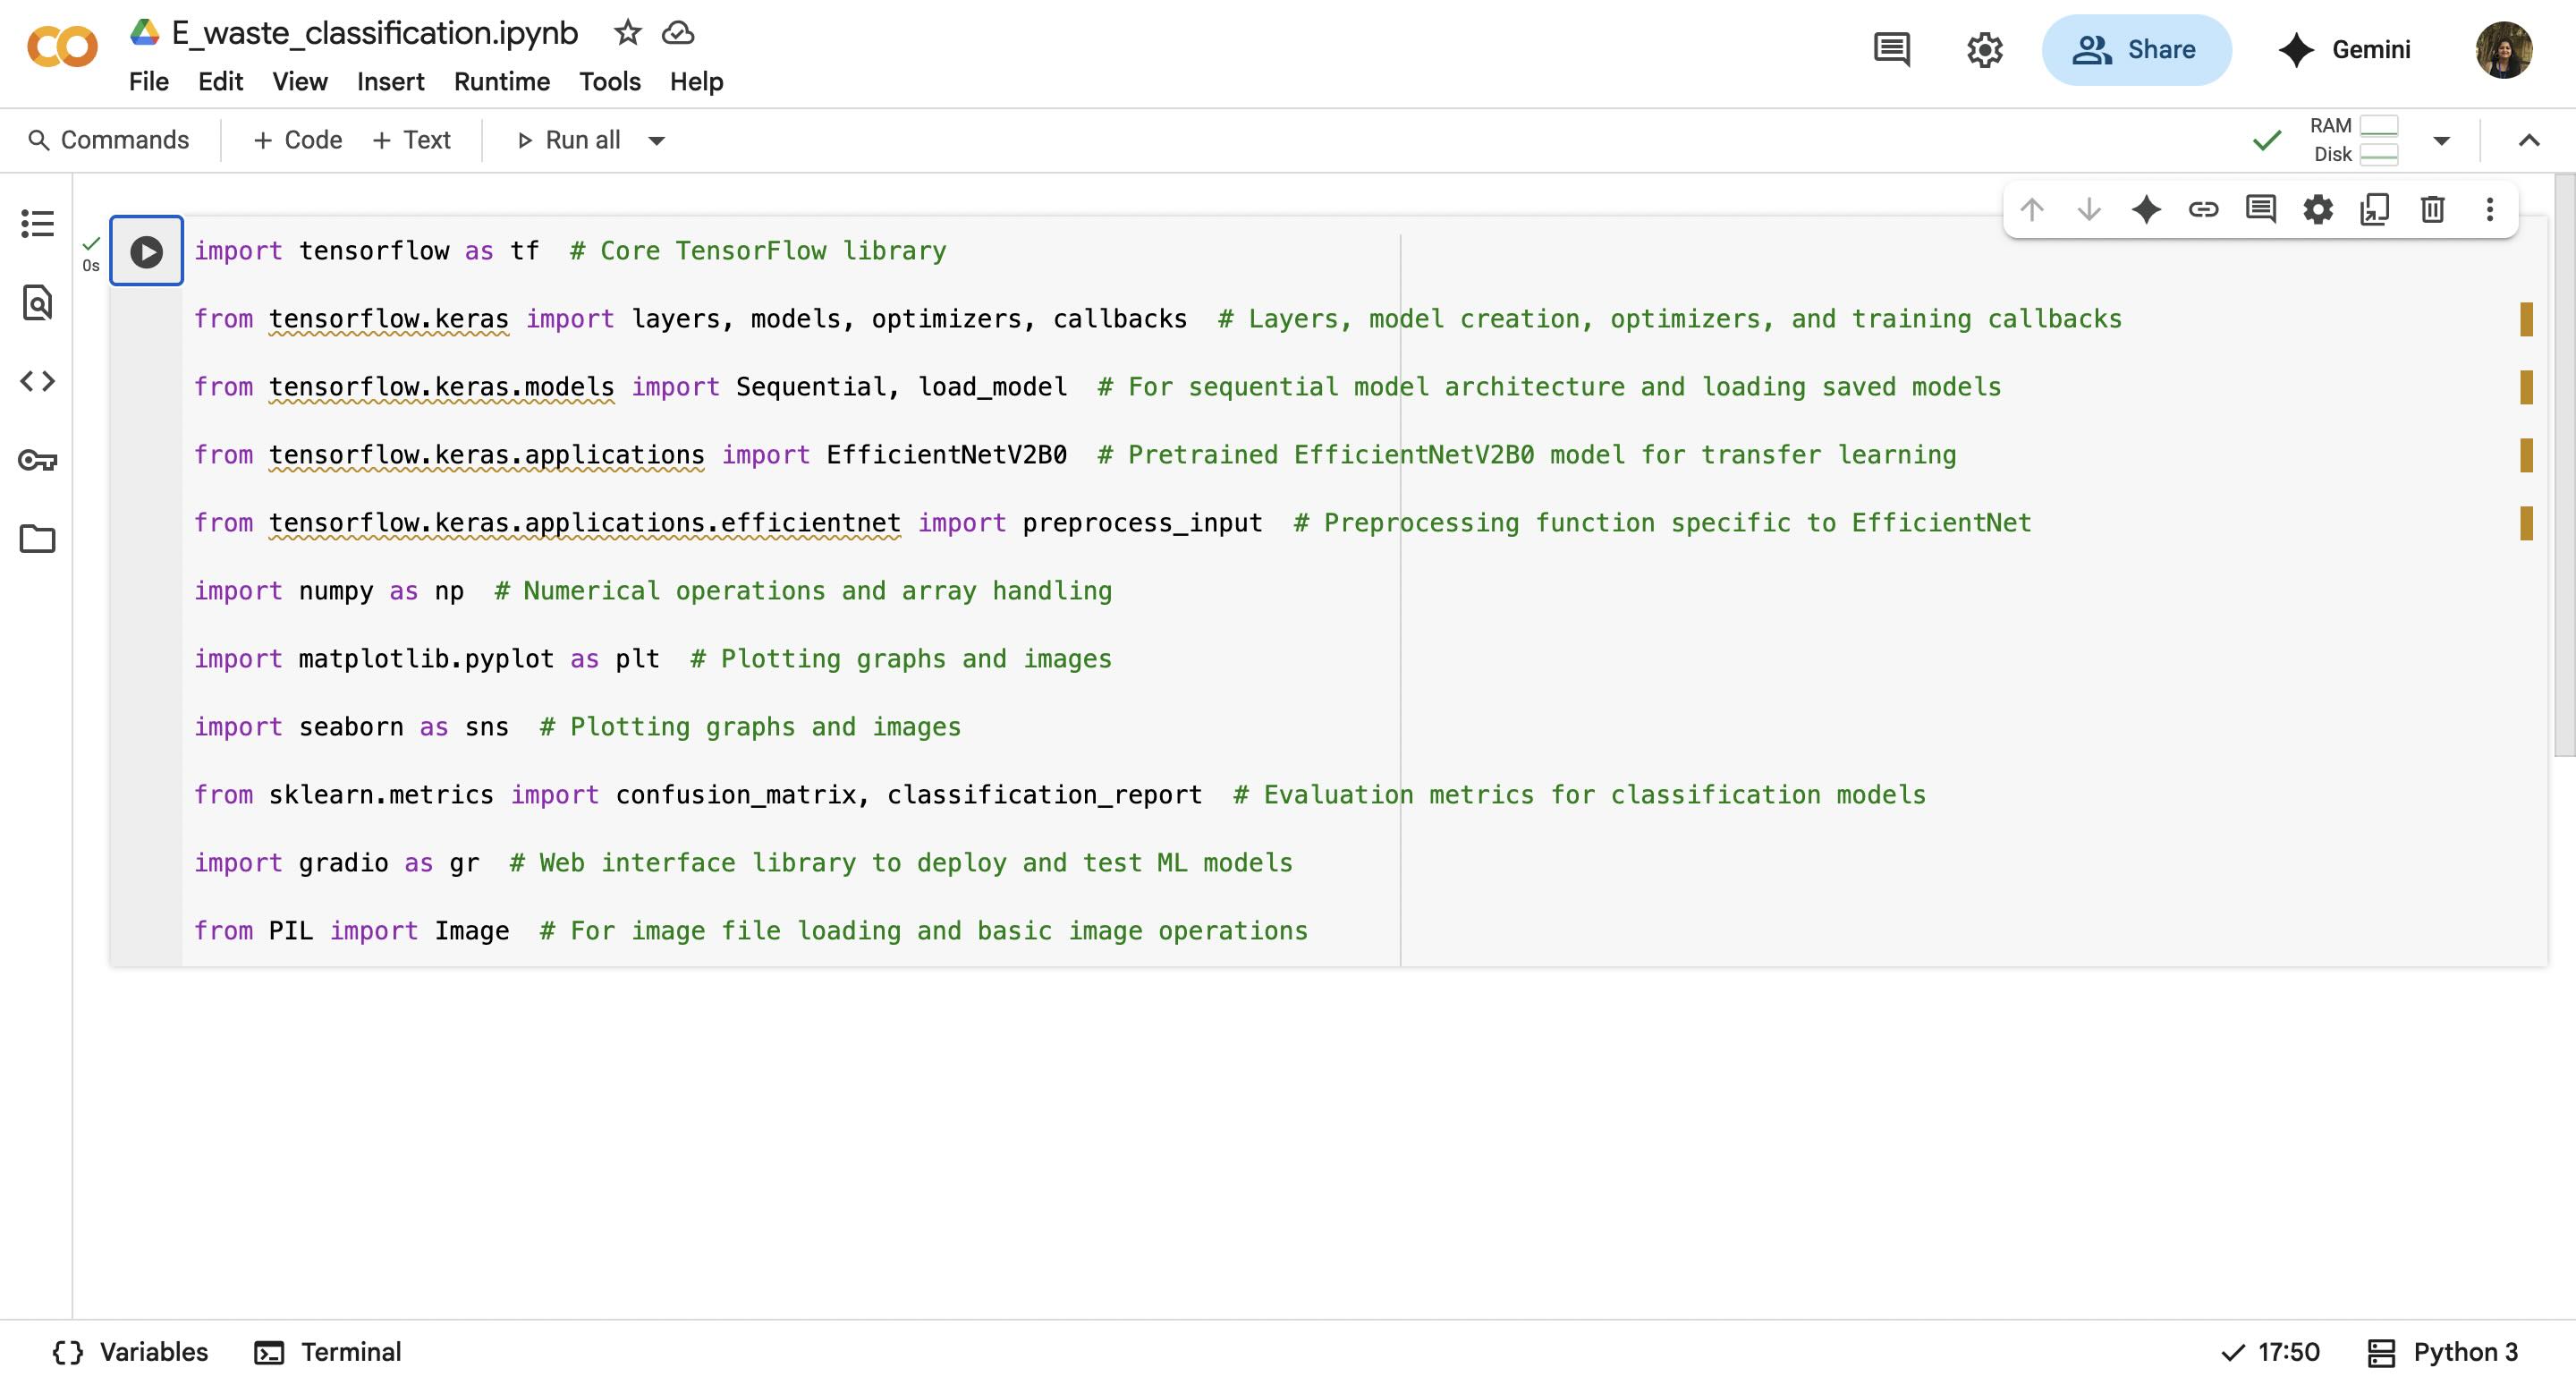 E_waste_classification.ipynb
File Edit View Insert Runtime Tools Help
Share
Gemini
Commands + Code + Text Run all
RAM
Disk
0s
import tensorflow as tf  # Core TensorFlow library
from tensorflow.keras import layers, models, optimizers, callbacks  # Layers, model creation, optimizers, and training callbacks
from tensorflow.keras.models import Sequential, load_model  # For sequential model architecture and loading saved models
from tensorflow.keras.applications import EfficientNetV2B0  # Pretrained EfficientNetV2B0 model for transfer learning
from tensorflow.keras.applications.efficientnet import preprocess_input  # Preprocessing function specific to EfficientNet
import numpy as np  # Numerical operations and array handling
import matplotlib.pyplot as plt  # Plotting graphs and images
import seaborn as sns  # Plotting graphs and images
from sklearn.metrics import confusion_matrix, classification_report  # Evaluation metrics for classification models
import gradio as gr  # Web interface library to deploy and test ML models
from PIL import Image  # For image file loading and basic image operations
Variables Terminal 17:50 Python 3